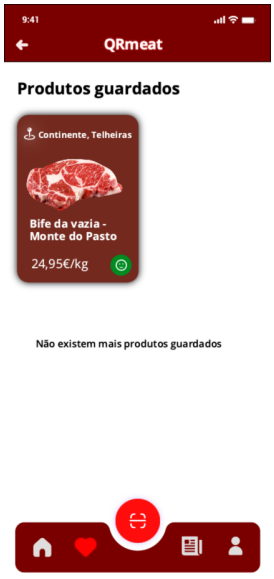 9:41
QRmeat
Produtos guardados
Continente, Telheiras
Bife da vazia -
Monte do Pasto
24,95€/kg
Não existem mais produtos guardados